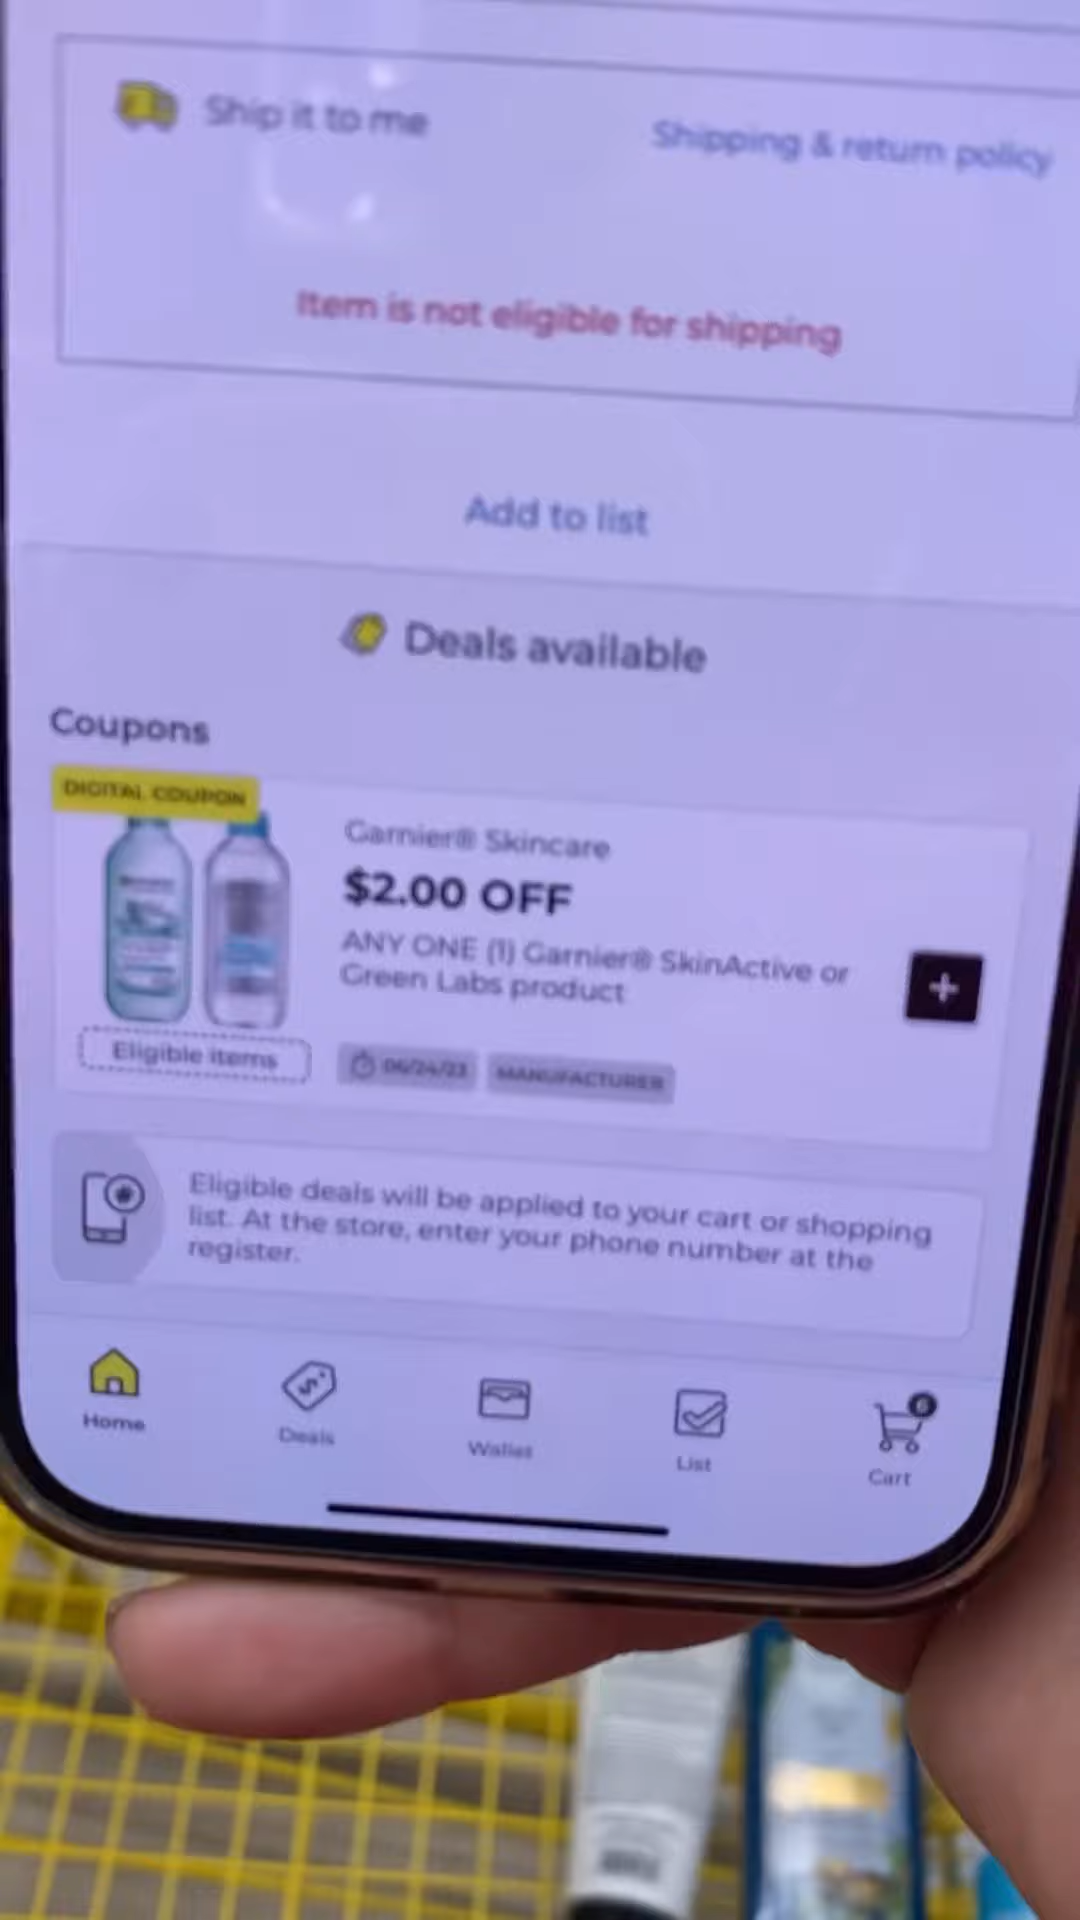 Ship it to me
Shipping & return policy
Item is not eligible for shipping
Add to list
Deals available
Coupons
DIGITAL COUPON
Garnier® Skincare
$2.00 OFF
ANY ONE (1) Garnier® SkinActive or
Green Labs product
Eligible items
06/24/23
MANUFACTURER
Eligible deals will be applied to your cart or shopping
list. At the store, enter your phone number at the
register.
Home
Deals
Wallet
List
Cart